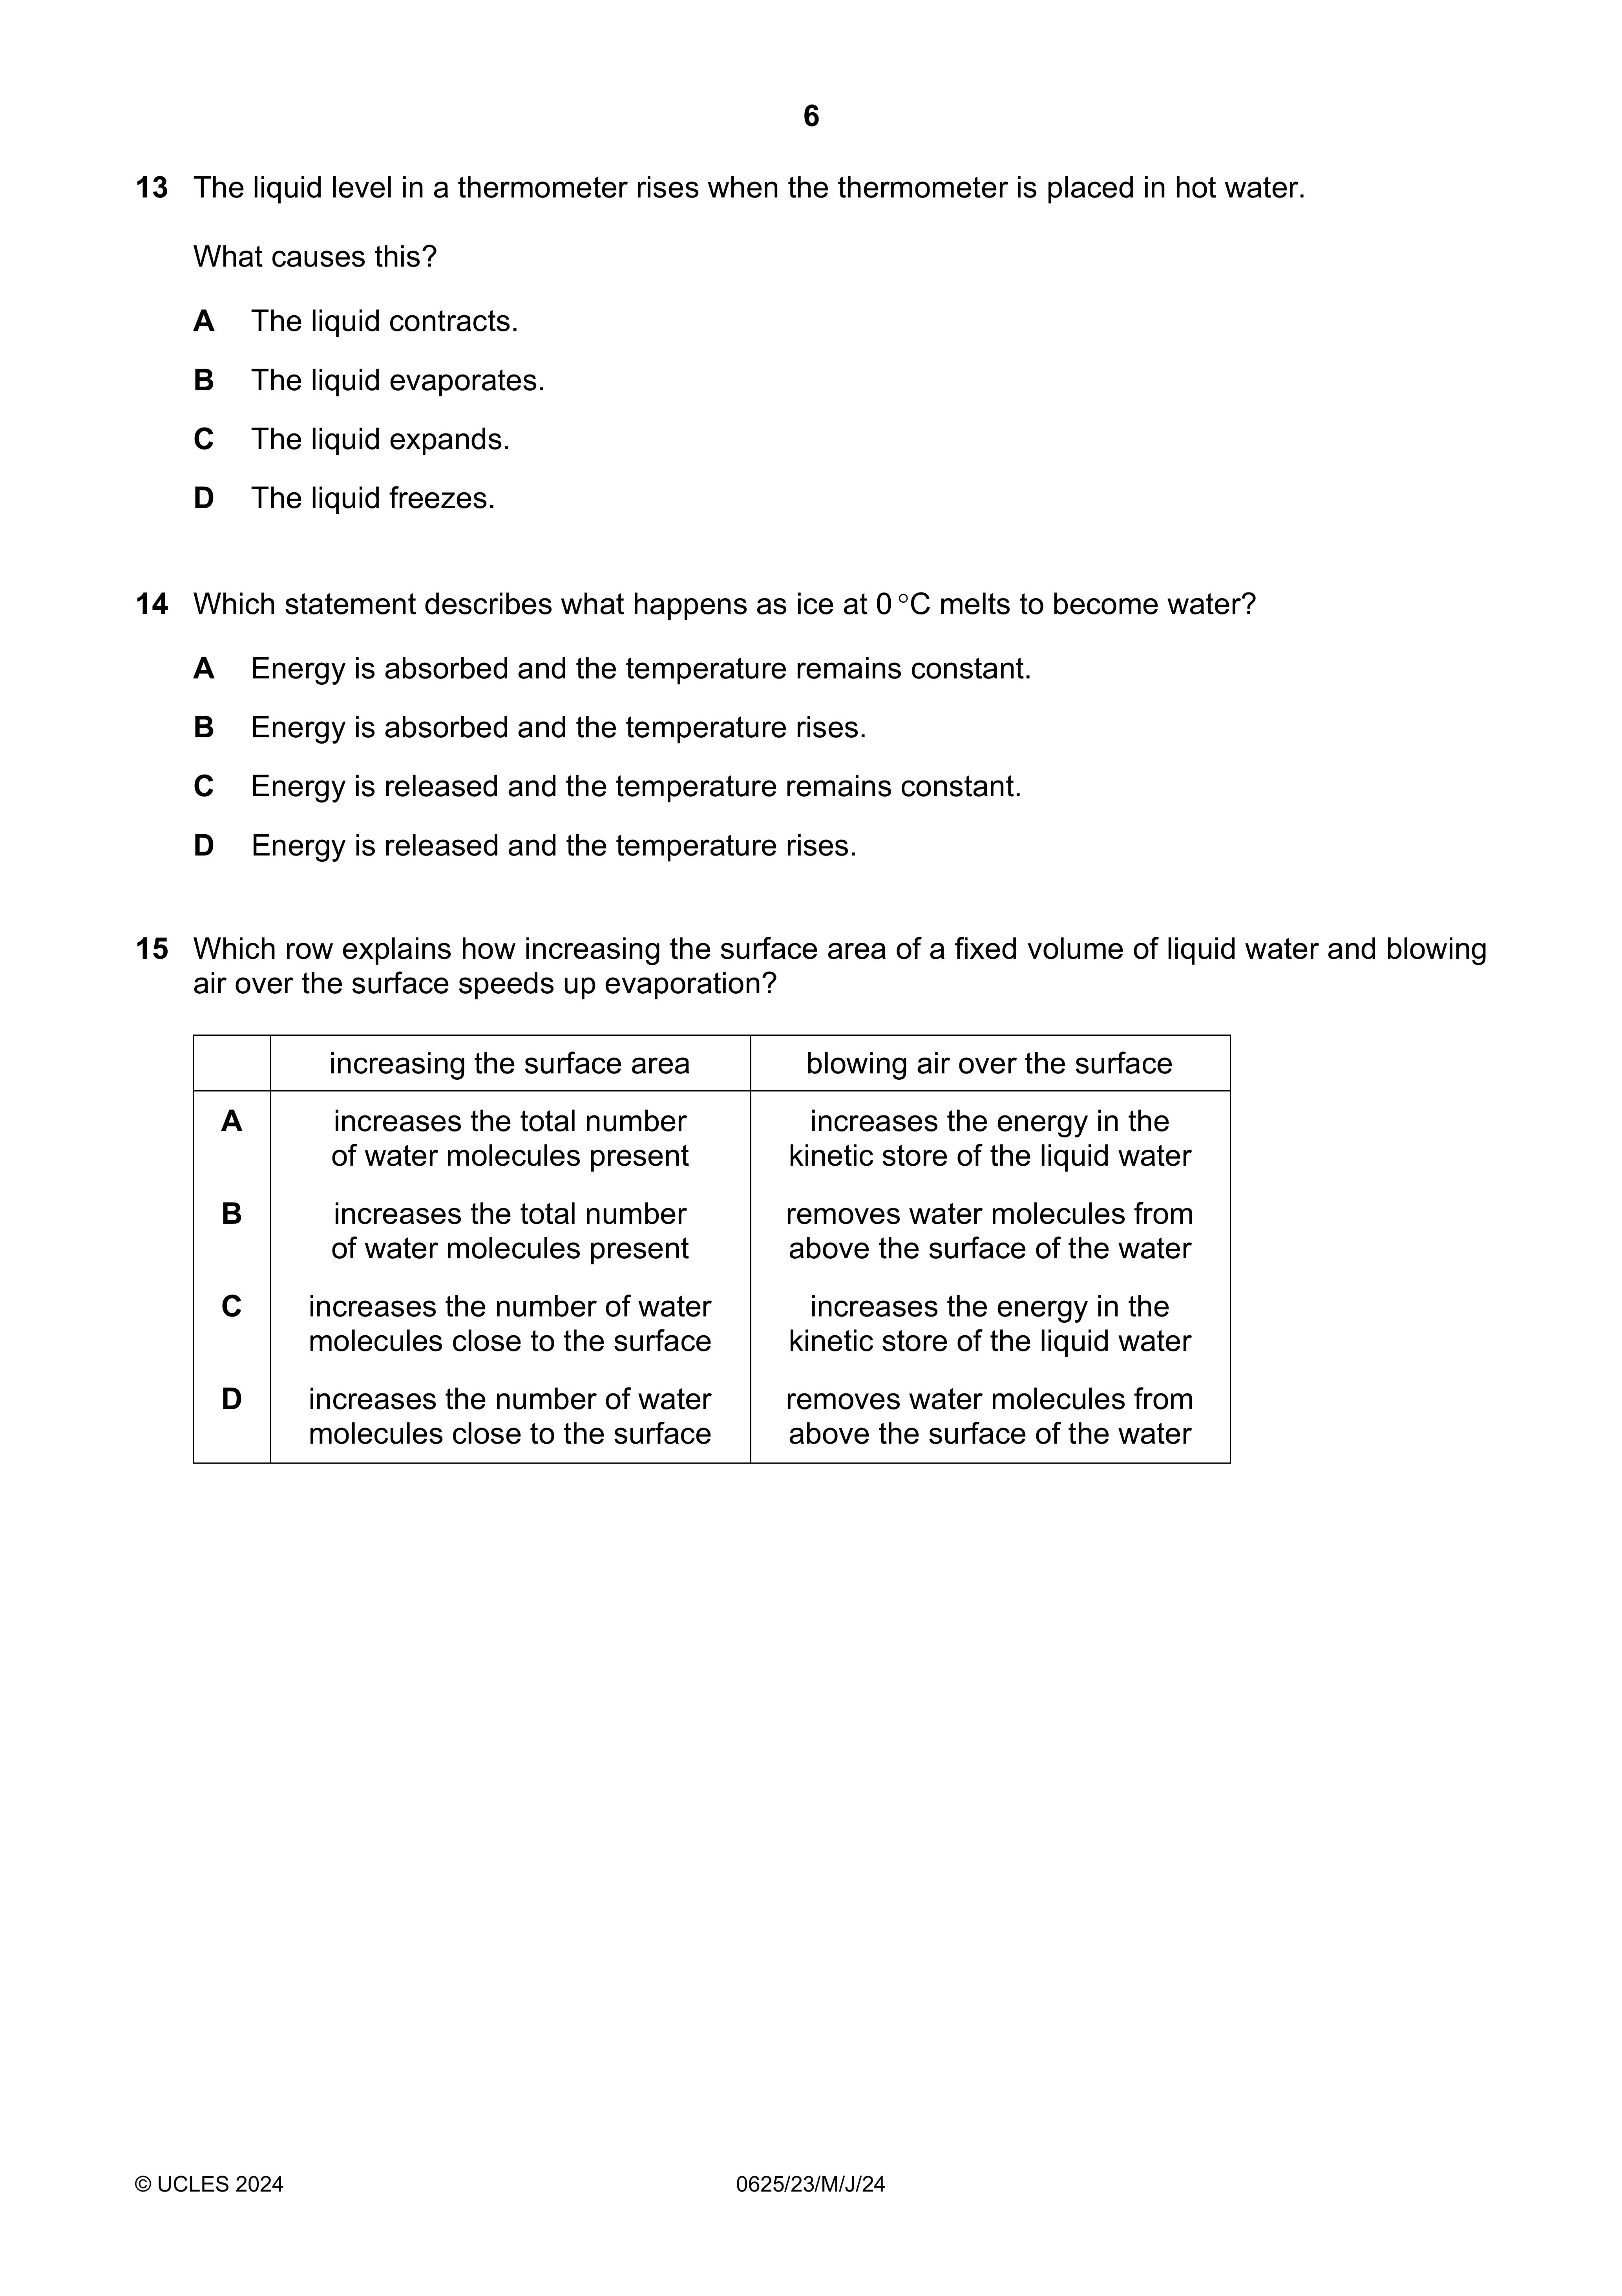 6
13 The liquid level in a thermometer rises when the thermometer is placed in hot water.
What causes this?
A The liquid contracts.
B The liquid evaporates.
C The liquid expands.
D The liquid freezes.
14 Which statement describes what happens as ice at 0 °C melts to become water?
A Energy is absorbed and the temperature remains constant.
B Energy is absorbed and the temperature rises.
C Energy is released and the temperature remains constant.
D Energy is released and the temperature rises.
15 Which row explains how increasing the surface area of a fixed volume of liquid water and blowing
air over the surface speeds up evaporation?
increasing the surface area blowing air over the surface
A increases the total number increases the energy in the
of water molecules present kinetic store of the liquid water
B increases the total number removes water molecules from
of water molecules present above the surface of the water
C increases the number of water increases the energy in the
molecules close to the surface kinetic store of the liquid water
D increases the number of water removes water molecules from
molecules close to the surface above the surface of the water
© UCLES 2024 0625/23/M/J/24